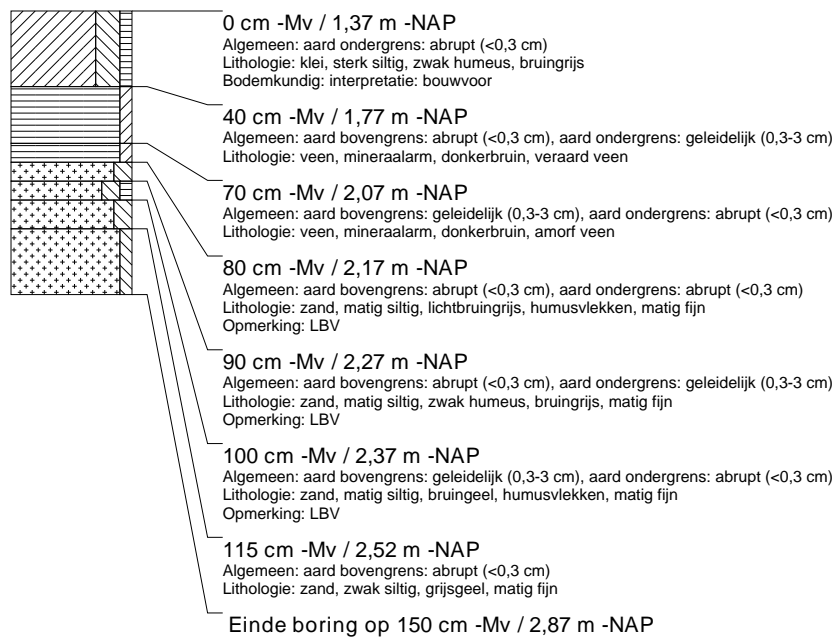 0 cm -Mv / 1,37 m -NAP
Algemeen: aard ondergrens: abrupt (<0,3 cm)
Lithologie: klei, sterk siltig, zwak humeus, bruingrijs
Bodemkundig: interpretatie: bouwvoor
40 cm -Mv / 1,77 m -NAP
Algemeen: aard bovengrens: abrupt (<0,3 cm), aard ondergrens: geleidelijk (0,3-3 cm)
Lithologie: veen, mineraalarm, donkerbruin, veraard veen
70 cm -Mv / 2,07 m -NAP
Algemeen: aard bovengrens: geleidelijk (0,3-3 cm), aard ondergrens: abrupt (<0,3 cm)
Lithologie: veen, mineraalarm, donkerbruin, amorf veen
80 cm -Mv / 2,17 m -NAP
Algemeen: aard bovengrens: abrupt (<0,3 cm), aard ondergrens: abrupt (<0,3 cm)
Lithologie: zand, matig siltig, lichtbruingrijs, humusvlekken, matig fijn
Opmerking: LBV
90 cm -Mv / 2,27 m -NAP
Algemeen: aard bovengrens: abrupt (<0,3 cm), aard ondergrens: geleidelijk (0,3-3 cm)
Lithologie: zand, matig siltig, zwak humeus, bruingrijs, matig fijn
Opmerking: LBV
100 cm -Mv / 2,37 m -NAP
Algemeen: aard bovengrens: geleidelijk (0,3-3 cm), aard ondergrens: abrupt (<0,3 cm)
Lithologie: zand, matig siltig, bruingeel, humusvlekken, matig fijn
Opmerking: LBV
115 cm -Mv / 2,52 m -NAP
Algemeen: aard bovengrens: abrupt (<0,3 cm)
Lithologie: zand, zwak siltig, grijsgeel, matig fijn
Einde boring op 150 cm -Mv / 2,87 m -NAP